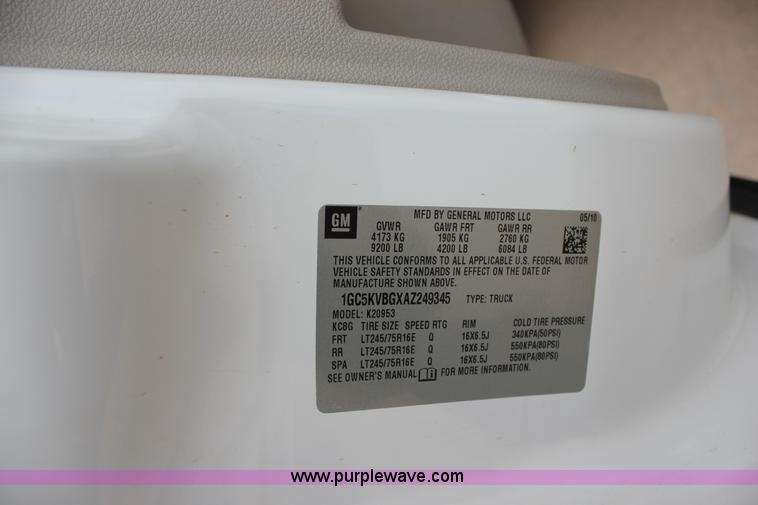 GM
MFD BY GENERAL MOTORS LLC 05/10
GVWR GAWR FRT GAWR RR
4173 KG 1905 KG 2760 KG
9200 LB 4200 LB 6084 LB
THIS VEHICLE CONFORMS TO ALL APPLICABLE U.S. FEDERAL MOTOR
VEHICLE SAFETY STANDARDS IN EFFECT ON THE DATE OF
MANUFACTURE SHOWN ABOVE.
1GC5KVBGXAZ249345 TYPE: TRUCK
MODEL: K20953
KC8G TIRE SIZE SPEED RTG RIM COLD TIRE PRESSURE
FRT LT245/75R16E Q 16X6.5J 340KPA(50PSI)
RR LT245/75R16E Q 16X6.5J 550KPA(80PSI)
SPA LT245/75R16E Q 16X6.5J 550KPA(80PSI)
SEE OWNER'S MANUAL FOR MORE INFORMATION.
www.purplewave.com